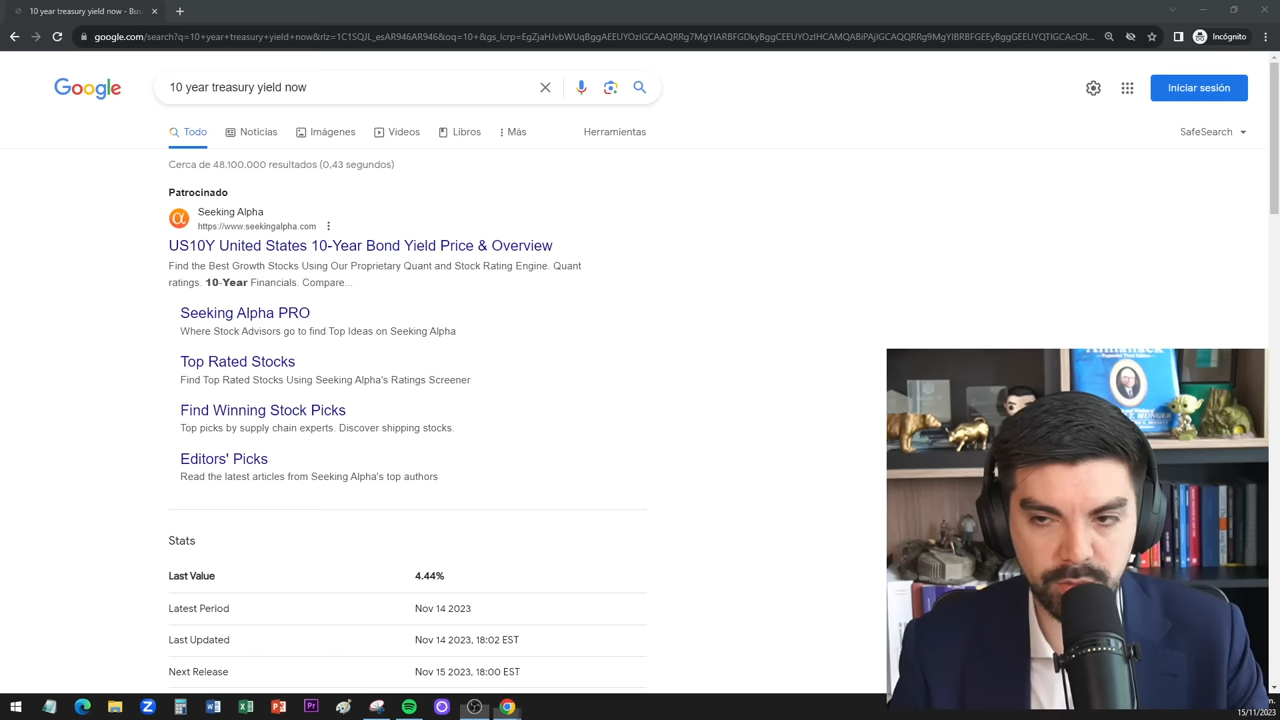 10 year treasury yield now - Bus
google.com/search?q=10+year+treasury+yield+now&rlz=1C1SQJL_esAR946AR946&oq=10+&gs_lcrp=
Incógnito
Google
10 year treasury yield now
Iniciar sesión
Todo Noticias Imágenes Videos Libros Más Herramientas SafeSearch
Cerca de 48.100.000 resultados (0,43 segundos)
Patrocinado
Seeking Alpha
https://www.seekingalpha.com
US10Y United States 10-Year Bond Yield Price & Overview
Find the Best Growth Stocks Using Our Proprietary Quant and Stock Rating Engine. Quant
ratings. 10-Year Financials. Compare...
Seeking Alpha PRO
Where Stock Advisors go to find Top Ideas on Seeking Alpha
Top Rated Stocks
Find Top Rated Stocks Using Seeking Alpha's Ratings Screener
Find Winning Stock Picks
Top picks by supply chain experts. Discover shipping stocks.
Editors' Picks
Read the latest articles from Seeking Alpha's top authors
Stats
Last Value 4.44%
Latest Period Nov 14 2023
Last Updated Nov 14 2023, 18:02 EST
Next Release Nov 15 2023, 18:00 EST
15/11/2023